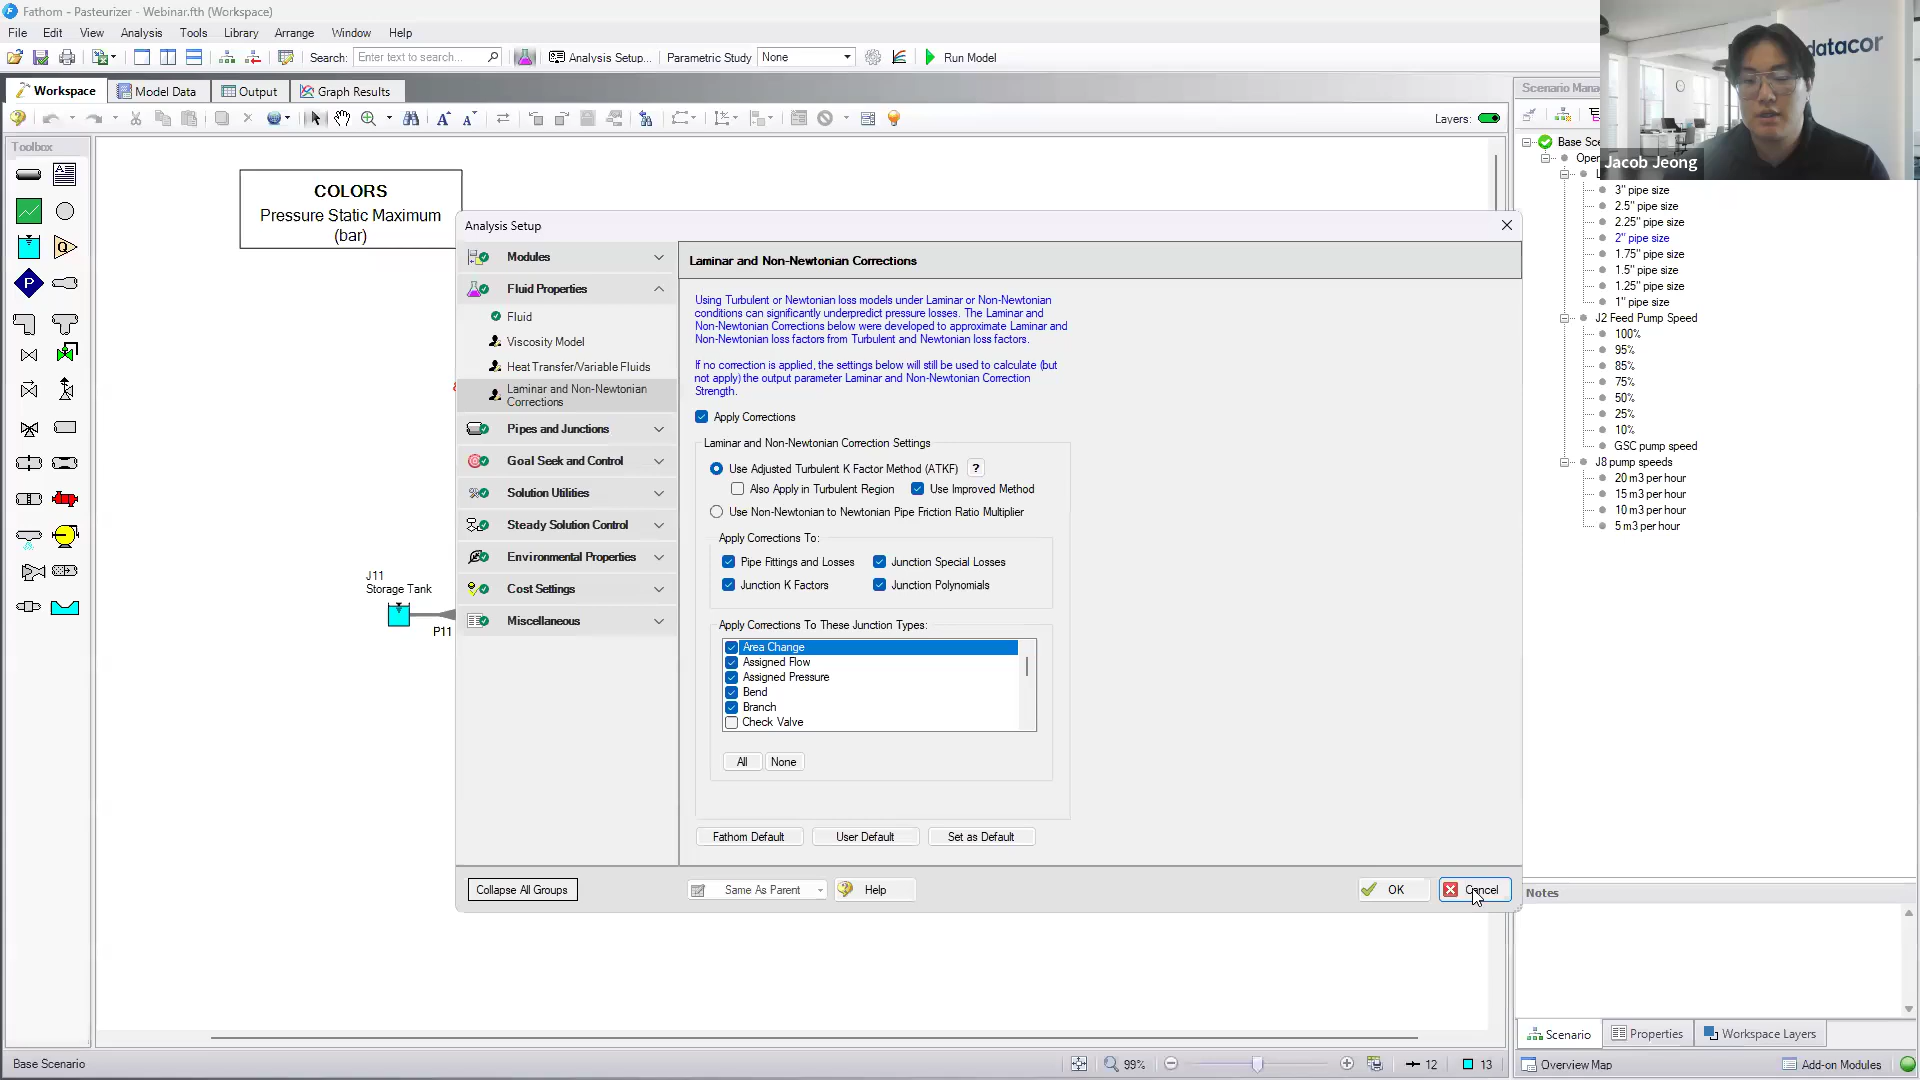 Fathom - Pasteurizer - Webinar.fth (Workspace)
File Edit View Analysis Tools Library Arrange Window Help
Search: Enter text to search... Analysis Setup... Parametric Study None Run Model
Workspace Model Data Output Graph Results
Layers:
Toolbox
COLORS
Pressure Static Maximum
(bar)
J11
Storage Tank
P11
Analysis Setup
Modules
Fluid Properties
Fluid
Viscosity Model
Heat Transfer/Variable Fluids
Laminar and Non-Newtonian
Corrections
Pipes and Junctions
Goal Seek and Control
Solution Utilities
Steady Solution Control
Environmental Properties
Cost Settings
Miscellaneous
Laminar and Non-Newtonian Corrections
Using Turbulent or Newtonian loss models under Laminar or Non-Newtonian
conditions can significantly underpredict pressure losses. The Laminar and
Non-Newtonian Corrections below were developed to approximate Laminar and
Non-Newtonian loss factors from Turbulent and Newtonian loss factors.
If no correction is applied, the settings below will still be used to calculate (but
not apply) the output parameter Laminar and Non-Newtonian Correction
Strength.
Apply Corrections
Laminar and Non-Newtonian Correction Settings
Use Adjusted Turbulent K Factor Method (ATKF) ?
Also Apply in Turbulent Region Use Improved Method
Use Non-Newtonian to Newtonian Pipe Friction Ratio Multiplier
Apply Corrections To:
Pipe Fittings and Losses Junction Special Losses
Junction K Factors Junction Polynomials
Apply Corrections To These Junction Types:
Area Change
Assigned Flow
Assigned Pressure
Bend
Branch
Check Valve
All None
Fathom Default User Default Set as Default
Collapse All Groups Same As Parent Help OK Cancel
datacor
Jacob Jeong
Scenario Mana
Base Sce
Oper
L
3" pipe size
2.5" pipe size
2.25" pipe size
2" pipe size
1.75" pipe size
1.5" pipe size
1.25" pipe size
1" pipe size
J2 Feed Pump Speed
100%
95%
85%
75%
50%
25%
10%
GSC pump speed
J8 pump speeds
20 m3 per hour
15 m3 per hour
10 m3 per hour
5 m3 per hour
Notes
Scenario Properties Workspace Layers
Base Scenario 99% 12 13 Overview Map Add-on Modules